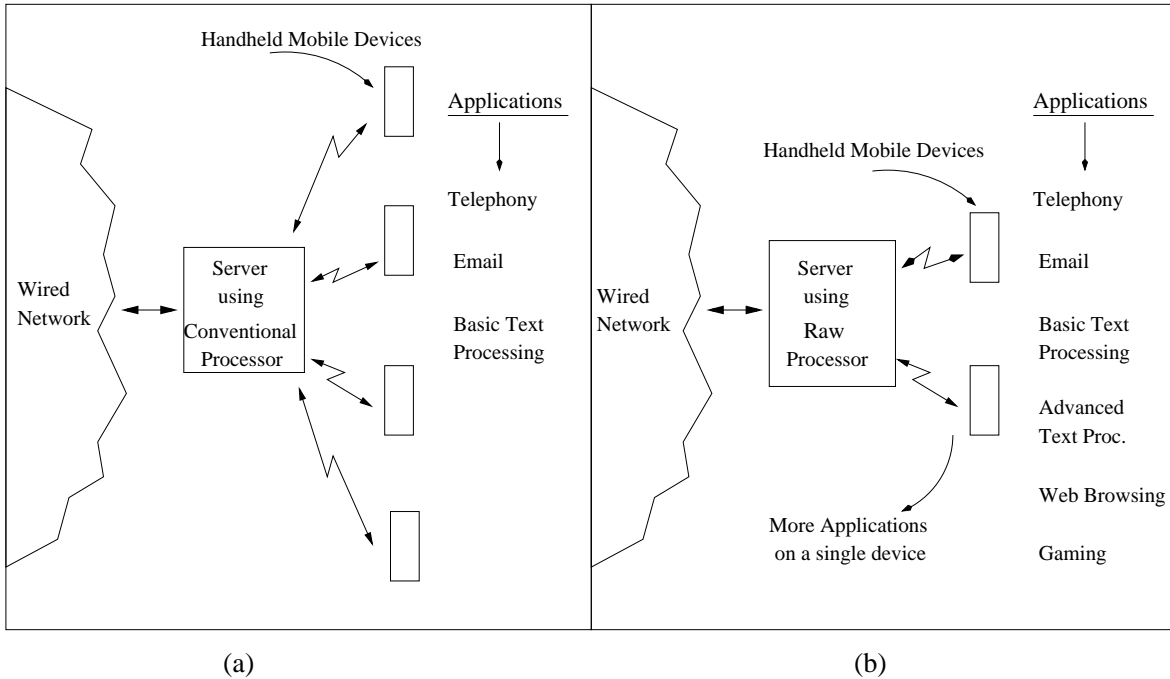 Handheld Mobile Devices
Applications
Telephony
Email
Basic Text
Processing
Wired
Network
Server
using
Conventional
Processor
(a)
Applications
Handheld Mobile Devices
Telephony
Email
Basic Text
Processing
Advanced
Text Proc.
Web Browsing
Gaming
Wired
Network
Server
using
Raw
Processor
More Applications
on a single device
(b)